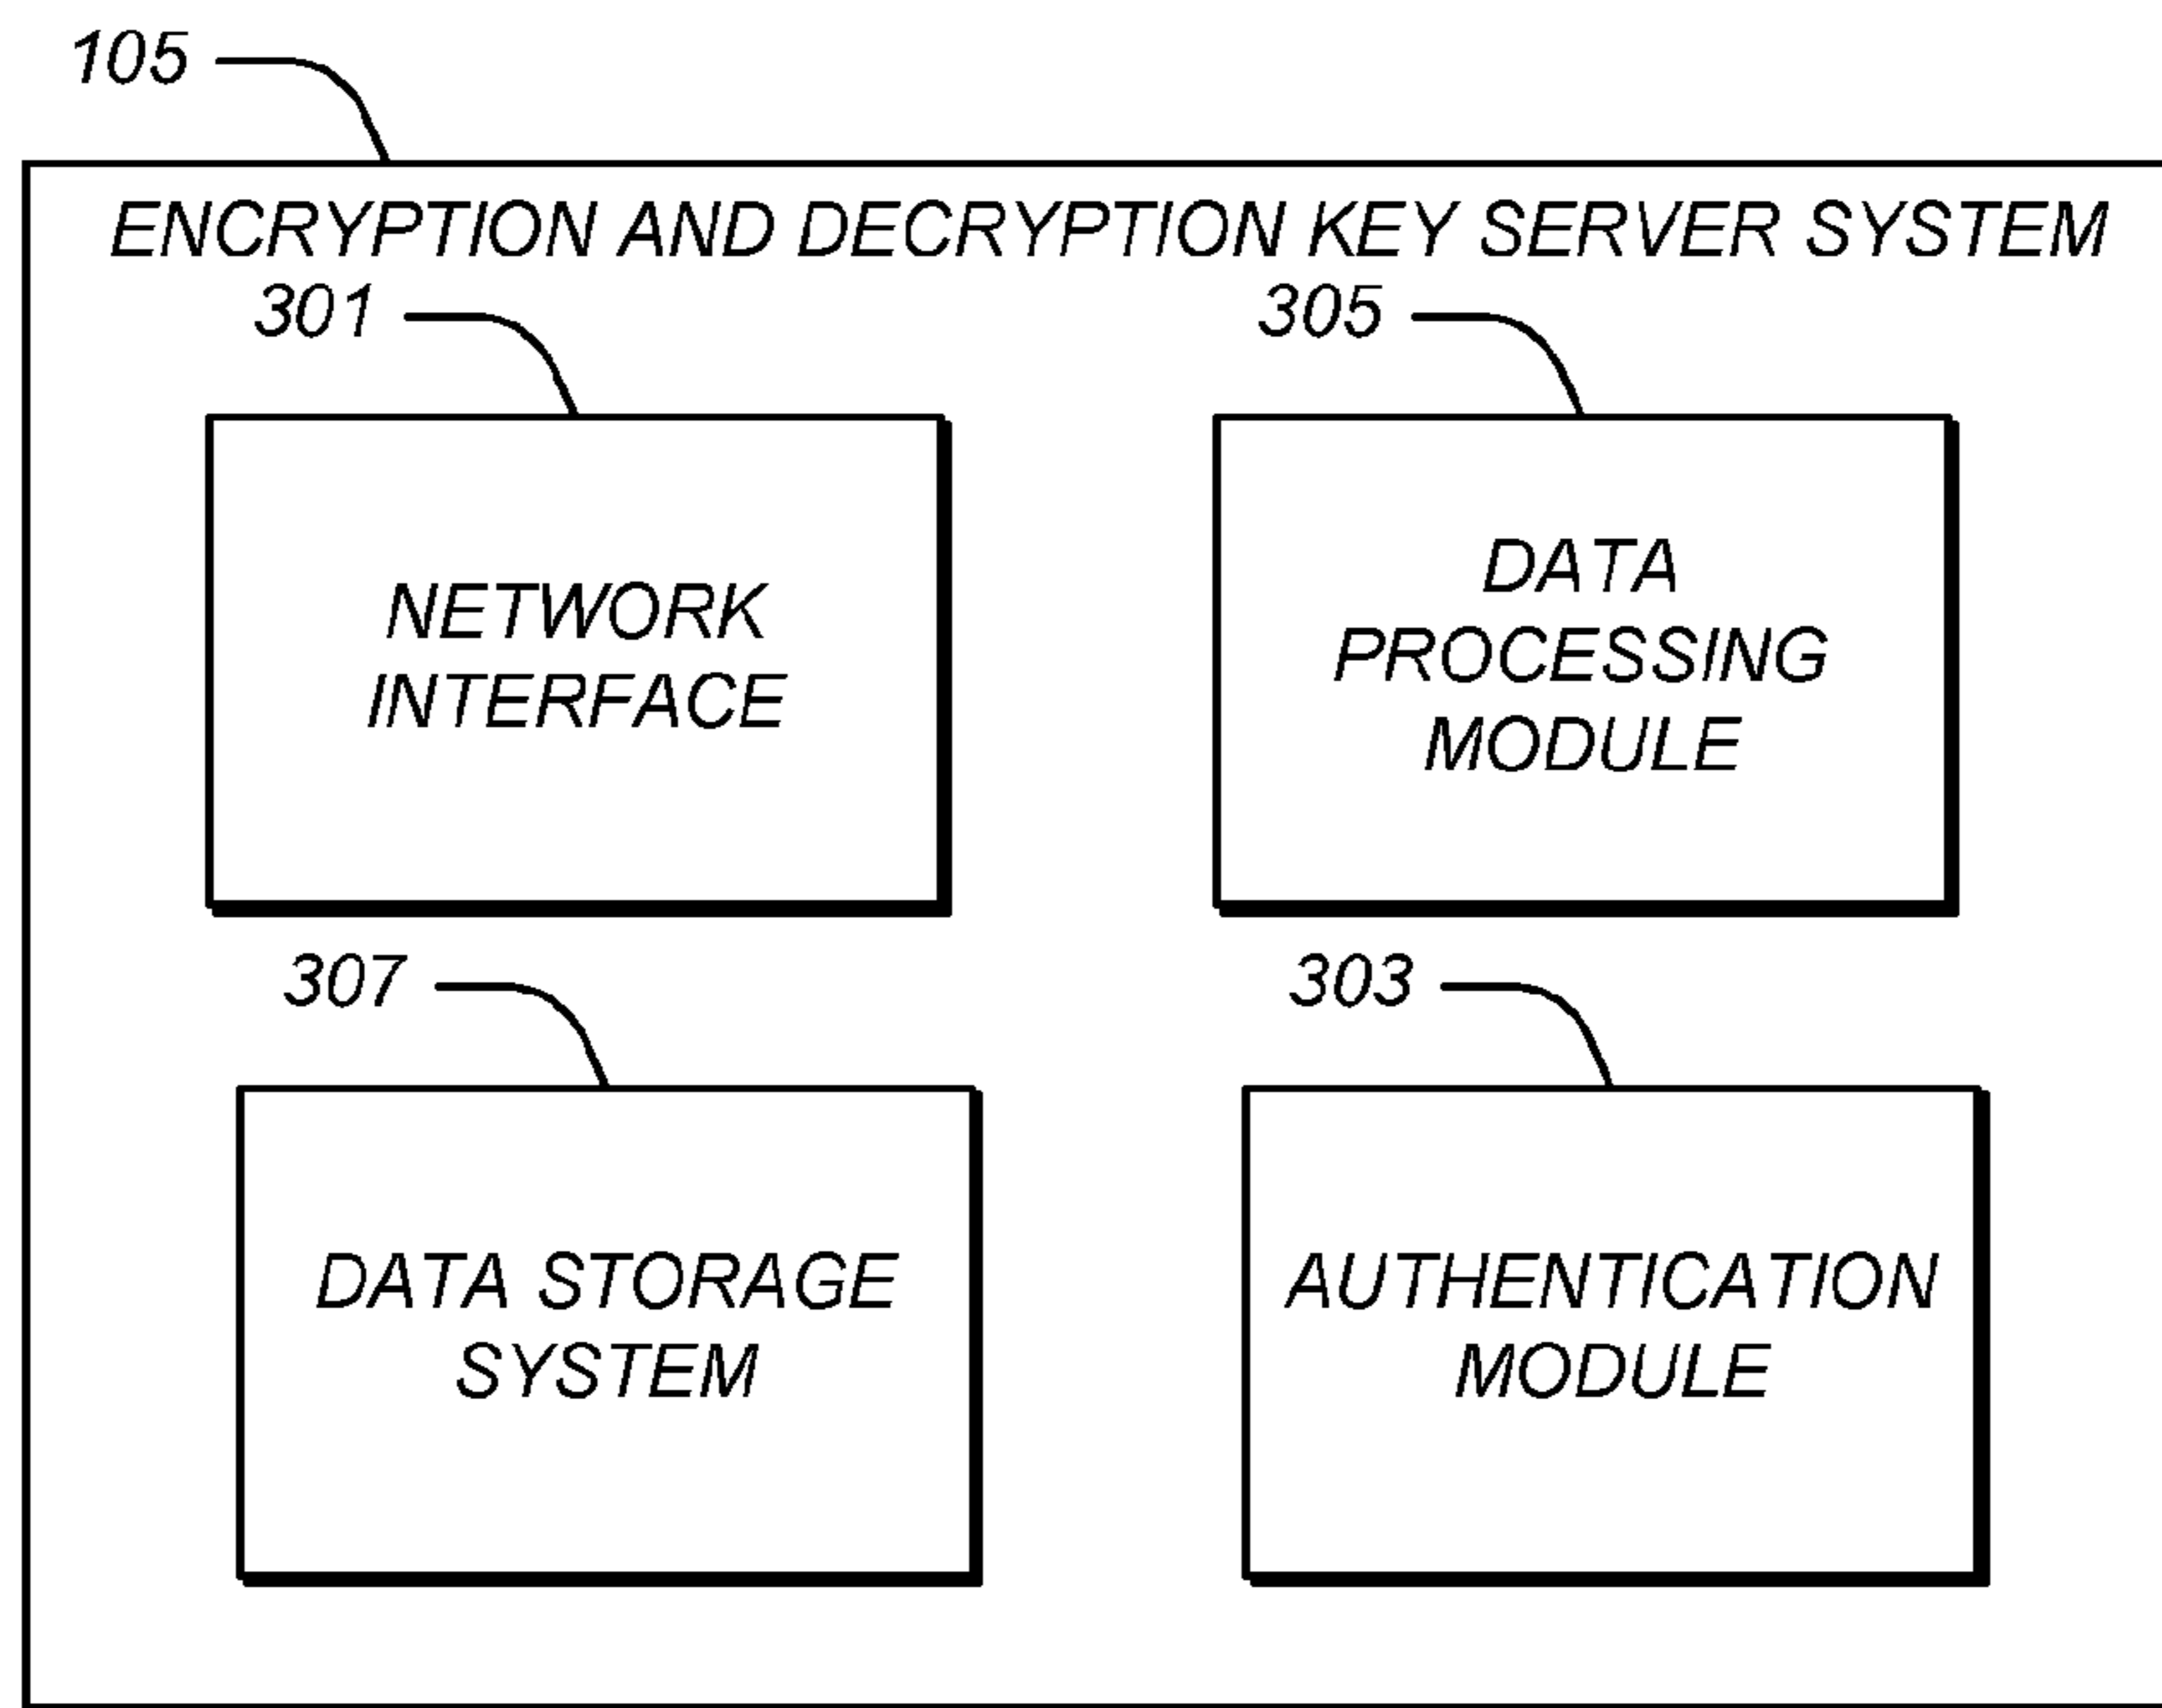 105
ENCRYPTION AND DECRYPTION KEY SERVER SYSTEM
301
NETWORK
INTERFACE
305
DATA
PROCESSING
MODULE
307
DATA STORAGE
SYSTEM
303
AUTHENTICATION
MODULE